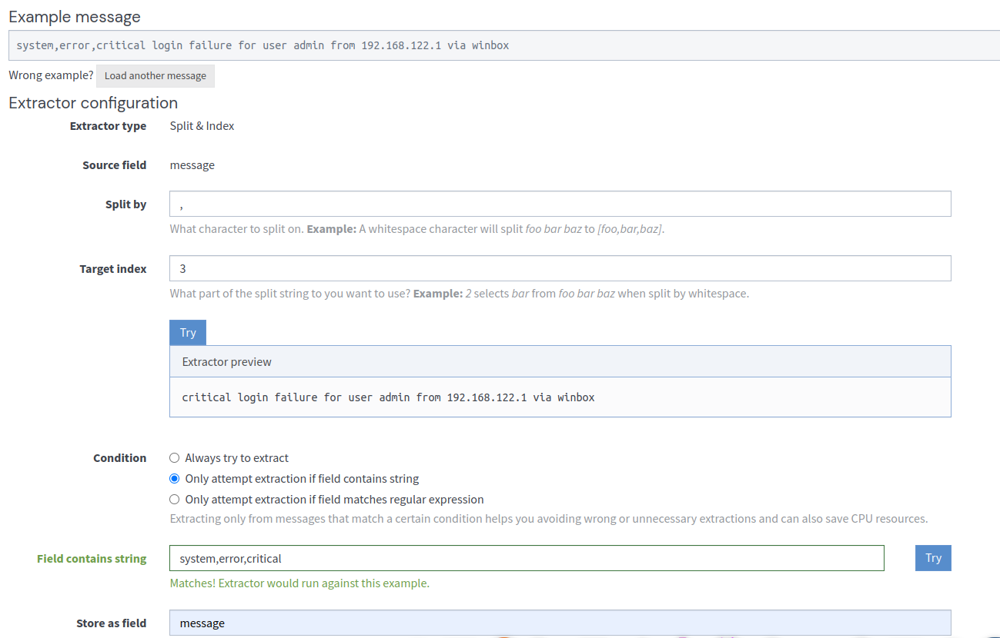 Example message
system,error,critical login failure for user admin from 192.168.122.1 via winbox
Wrong example? Load another message
Extractor configuration
Extractor type Split & Index
Source field message
Split by ,
What character to split on. Example: A whitespace character will split foo bar baz to [foo,bar,baz].
Target index 3
What part of the split string to you want to use? Example: 2 selects bar from foo bar baz when split by whitespace.
Try
Extractor preview
critical login failure for user admin from 192.168.122.1 via winbox
Condition Always try to extract
Only attempt extraction if field contains string
Only attempt extraction if field matches regular expression
Extracting only from messages that match a certain condition helps you avoiding wrong or unnecessary extractions and can also save CPU resources.
Field contains string system,error,critical Try
Matches! Extractor would run against this example.
Store as field message